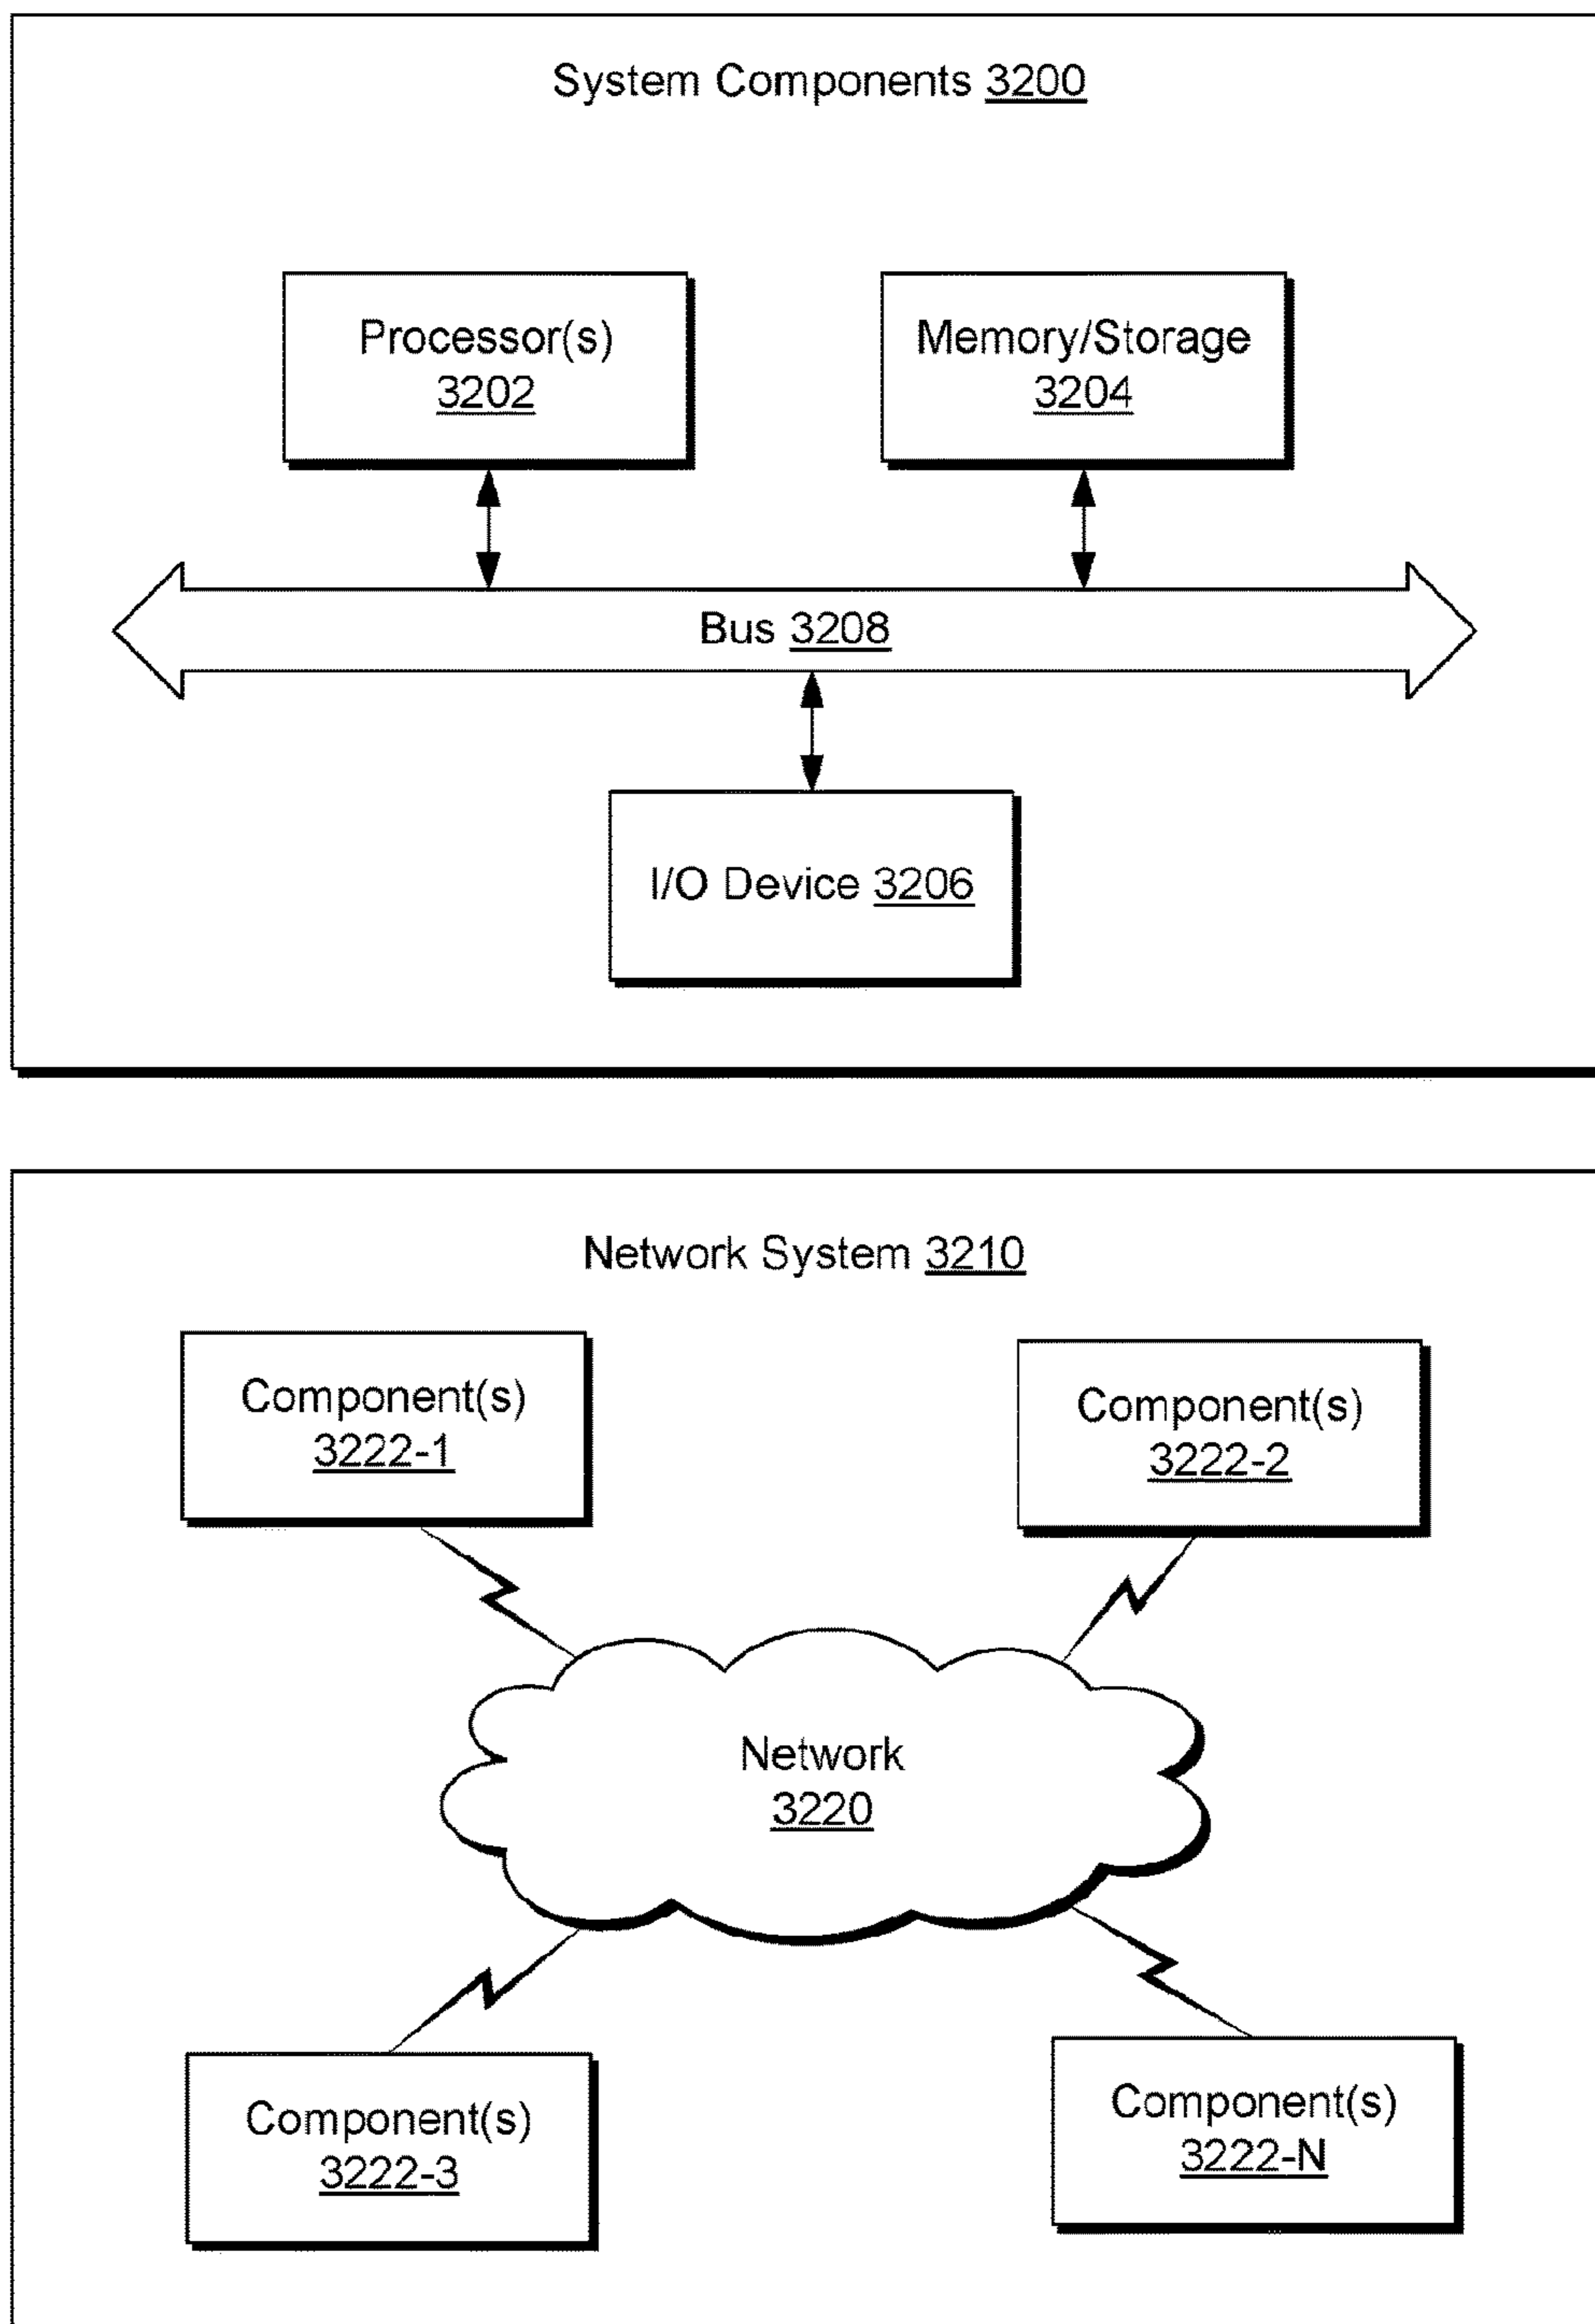 System Components 3200
Processor(s)
3202
Memory/Storage
3204
Bus 3208
I/O Device 3206
Network System 3210
Component(s)
3222-1
Component(s)
3222-2
Network
3220
Component(s)
3222-3
Component(s)
3222-N